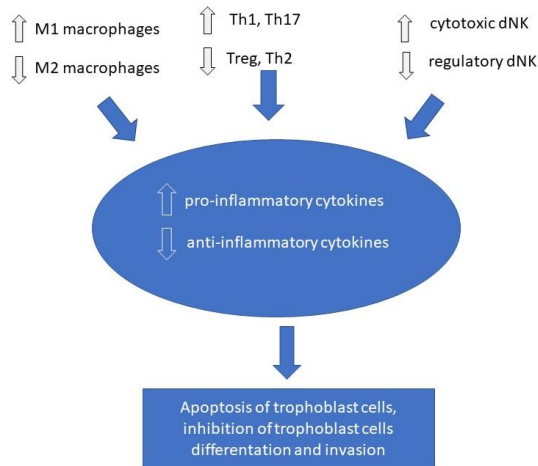 M1 macrophages
M2 macrophages
Th1, Th17
Treg, Th2
cytotoxic dNK
regulatory dNK
pro-inflammatory cytokines
anti-inflammatory cytokines
Apoptosis of trophoblast cells,
inhibition of trophoblast cells
differentation and invasion